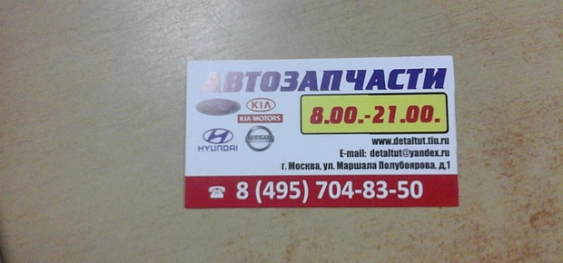 АВТОЗАПЧАСТИ
KIA
KIA MOTORS
8.00.-21.00.
HYUNDAI
NISSAN
www.detaltut.tiu.ru
E-mail: detaltut@yandex.ru
г. Москва, ул. Маршала Полубоярова, д,1
☎ 8 (495) 704-83-50